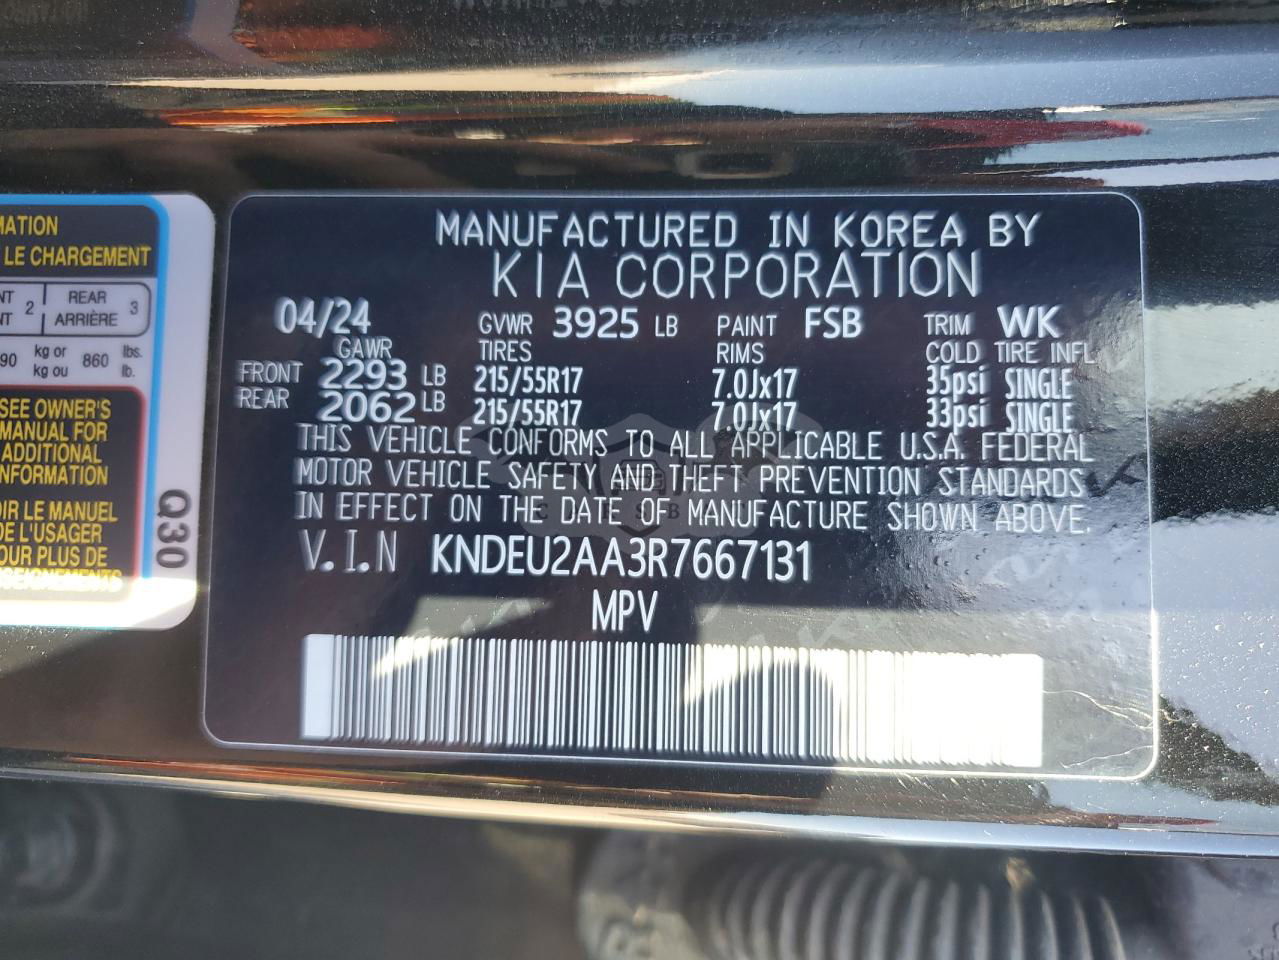 MATION
LE CHARGEMENT
NT 2 REAR 3
NT ARRIÈRE
90 kg or 860 lbs.
kg ou lb.
SEE OWNER'S
MANUAL FOR
ADDITIONAL
INFORMATION
OIR LE MANUEL
DE L'USAGER
POUR PLUS DE
SEIGNEMENTS
Q30
MANUFACTURED IN KOREA BY
KIA CORPORATION
04/24 GVWR 3925 LB PAINT FSB TRIM WK
GAWR TIRES RIMS COLD TIRE INFL
FRONT 2293 LB 215/55R17 7.0Jx17 35psi SINGLE
REAR 2062 LB 215/55R17 7.0Jx17 33psi SINGLE
THIS VEHICLE CONFORMS TO ALL APPLICABLE U.S.A. FEDERAL
MOTOR VEHICLE SAFETY AND THEFT PREVENTION STANDARDS
IN EFFECT ON THE DATE OF MANUFACTURE SHOWN ABOVE.
V.I.N KNDEU2AA3R7667131
MPV